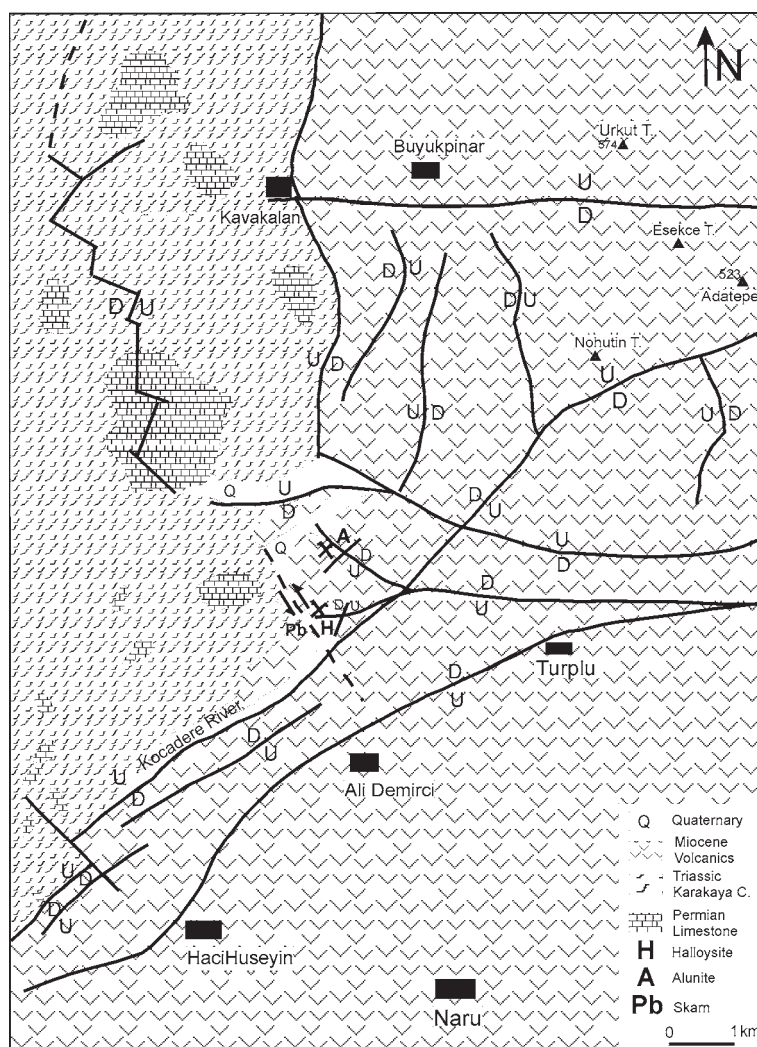 N
Urkut T.
574
Buyukpinar
Kavakalan
U
D
Esekce T.
D U
523
Adatepe
D U
D U
Nohutin T.
U D
U
D
U D
U D
D
U
Q
U
D
U
D
A
Q
D
U
D
U
D U
Pb
H
Turplu
D
U
Kocadere River
D
U
Ali Demirci
U
D
U
D
D
U
HaciHuseyin
Naru
Q Quaternary
Miocene
Volcanics
Triassic
Karakaya C.
Permian
Limestone
H Halloysite
A Alunite
Pb Skarn
0 1km